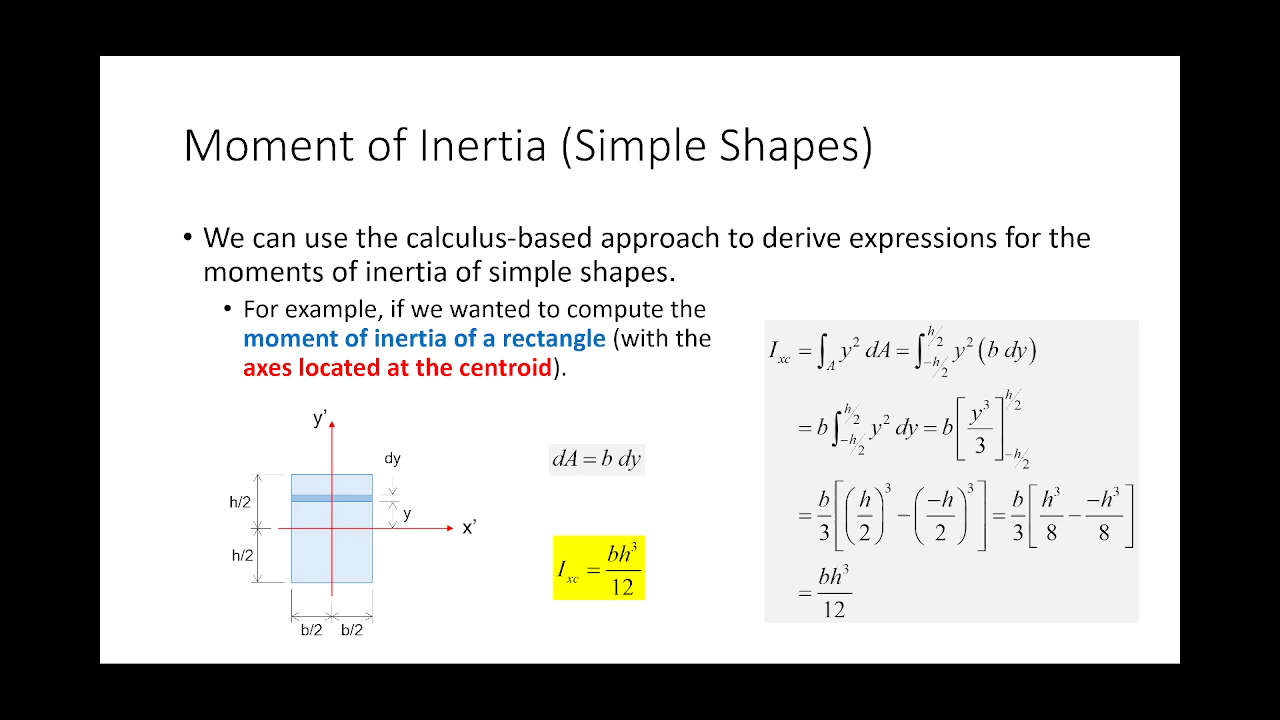 Moment of Inertia (Simple Shapes)
• We can use the calculus-based approach to derive expressions for the
moments of inertia of simple shapes.
• For example, if we wanted to compute the
moment of inertia of a rectangle (with the
axes located at the centroid).
y’
dy
h/2
y
x’
h/2
b/2 b/2
dA = b dy
I_xc = bh³/12
I_xc = ∫_A y² dA = ∫_{-h/2}^{h/2} y² (b dy)
= b ∫_{-h/2}^{h/2} y² dy = b [y³/3]_{-h/2}^{h/2}
= b/3 [(h/2)³ − (−h/2)³] = b/3 [h³/8 − −h³/8]
= bh³/12